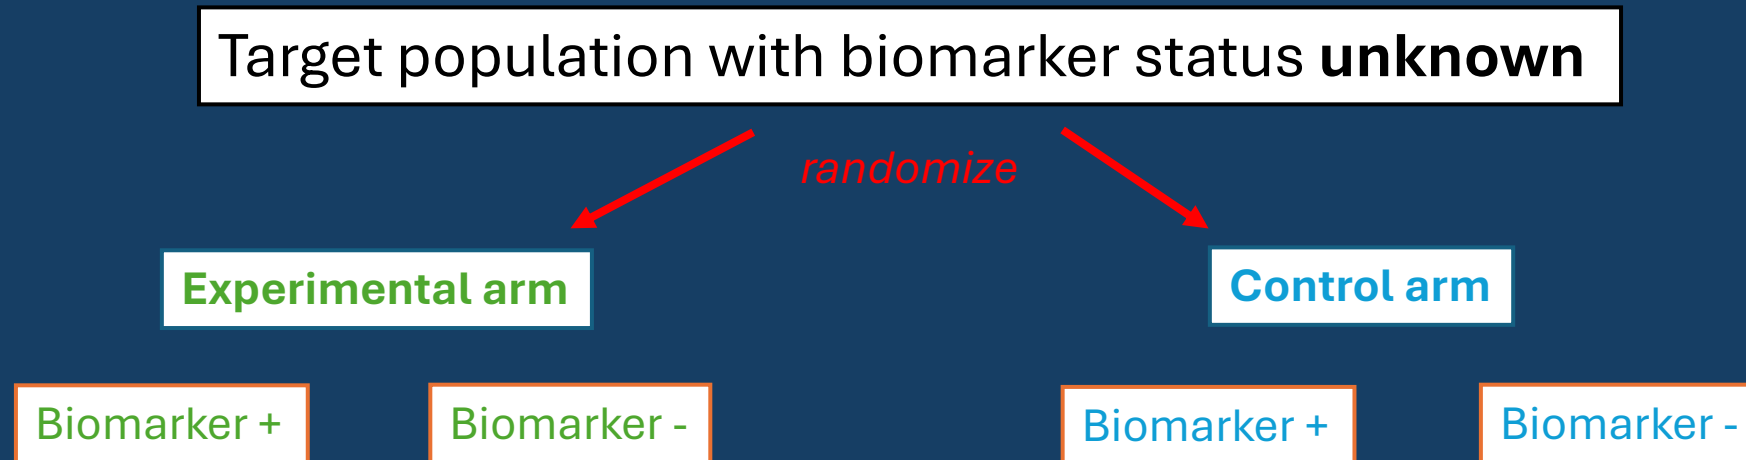 Target population with biomarker status unknown
randomize
Experimental arm
Control arm
Biomarker +
Biomarker -
Biomarker +
Biomarker -